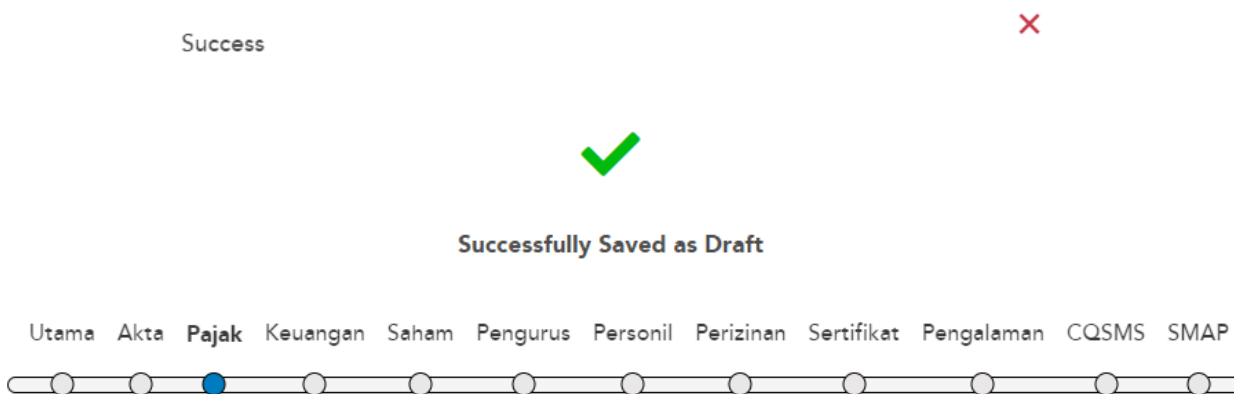 Success
Successfully Saved as Draft
Utama Akta Pajak Keuangan Saham Pengurus Personil Perizinan Sertifikat Pengalaman CQSMS SMAP